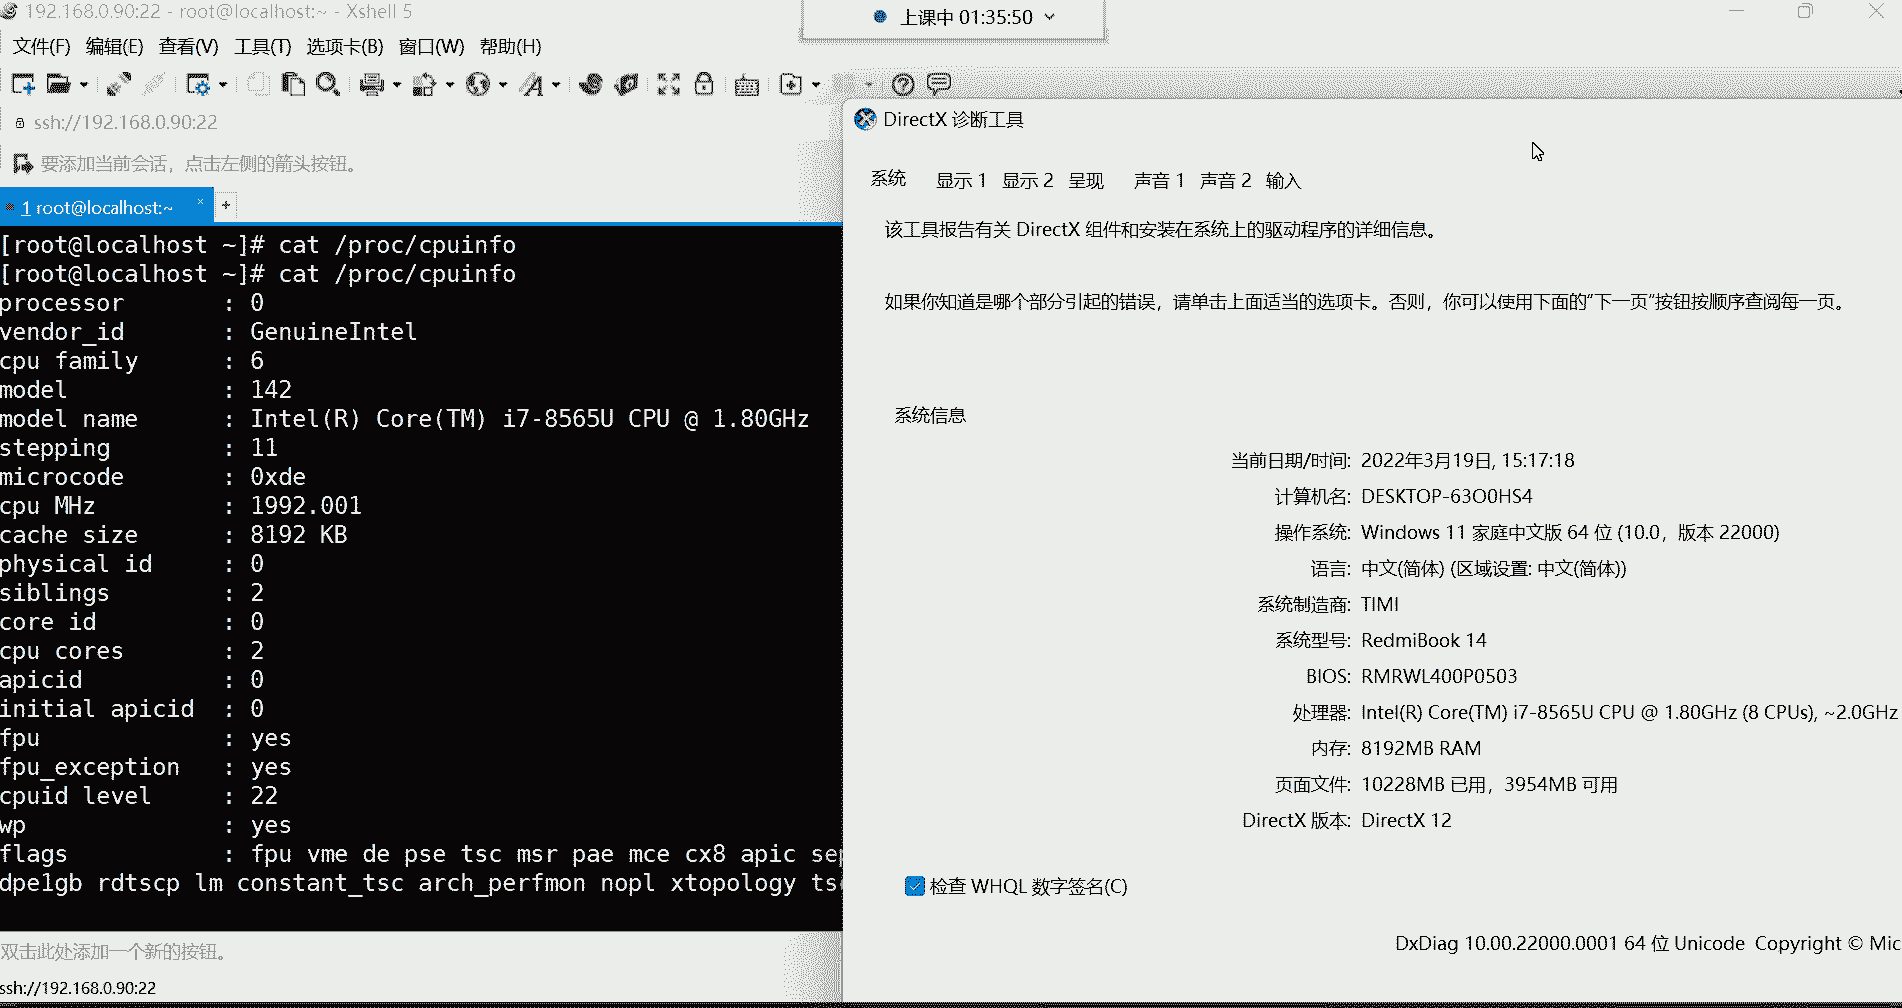 192.168.0.90:22 - root@localhost:~ - Xshell 5
上课中 01:35:50
文件(F) 编辑(E) 查看(V) 工具(T) 选项卡(B) 窗口(W) 帮助(H)
ssh://192.168.0.90:22
要添加当前会话，点击左侧的箭头按钮。
1 root@localhost:~ × +
[root@localhost ~]# cat /proc/cpuinfo
[root@localhost ~]# cat /proc/cpuinfo
processor : 0
vendor_id : GenuineIntel
cpu family : 6
model : 142
model name : Intel(R) Core(TM) i7-8565U CPU @ 1.80GHz
stepping : 11
microcode : 0xde
cpu MHz : 1992.001
cache size : 8192 KB
physical id : 0
siblings : 2
core id : 0
cpu cores : 2
apicid : 0
initial apicid : 0
fpu : yes
fpu_exception : yes
cpuid level : 22
wp : yes
flags : fpu vme de pse tsc msr pae mce cx8 apic sep
dpe1gb rdtscp lm constant_tsc arch_perfmon nopl xtopology ts
双击此处添加一个新的按钮。
ssh://192.168.0.90:22
DirectX 诊断工具
系统 显示 1 显示 2 呈现 声音 1 声音 2 输入
该工具报告有关 DirectX 组件和安装在系统上的驱动程序的详细信息。
如果你知道是哪个部分引起的错误，请单击上面适当的选项卡。否则，你可以使用下面的“下一页”按钮按顺序查阅每一页。
系统信息
当前日期/时间: 2022年3月19日, 15:17:18
计算机名: DESKTOP-63O0HS4
操作系统: Windows 11 家庭中文版 64 位 (10.0，版本 22000)
语言: 中文(简体) (区域设置: 中文(简体))
系统制造商: TIMI
系统型号: RedmiBook 14
BIOS: RMRWL400P0503
处理器: Intel(R) Core(TM) i7-8565U CPU @ 1.80GHz (8 CPUs), ~2.0GHz
内存: 8192MB RAM
页面文件: 10228MB 已用，3954MB 可用
DirectX 版本: DirectX 12
检查 WHQL 数字签名(C)
DxDiag 10.00.22000.0001 64 位 Unicode Copyright © Mic